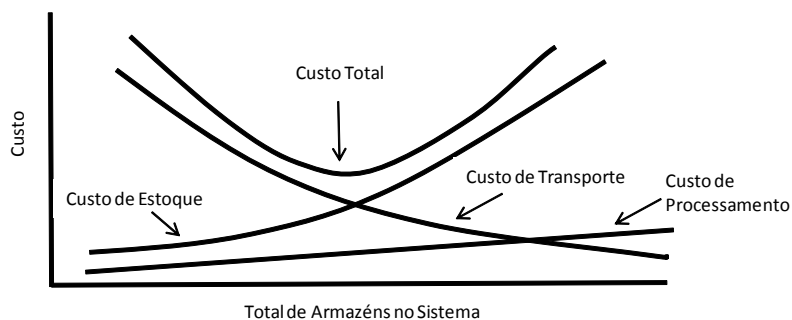 Custo Total
Custo
Custo de Estoque
Custo de Transporte
Custo de
Processamento
Total de Armazéns no Sistema